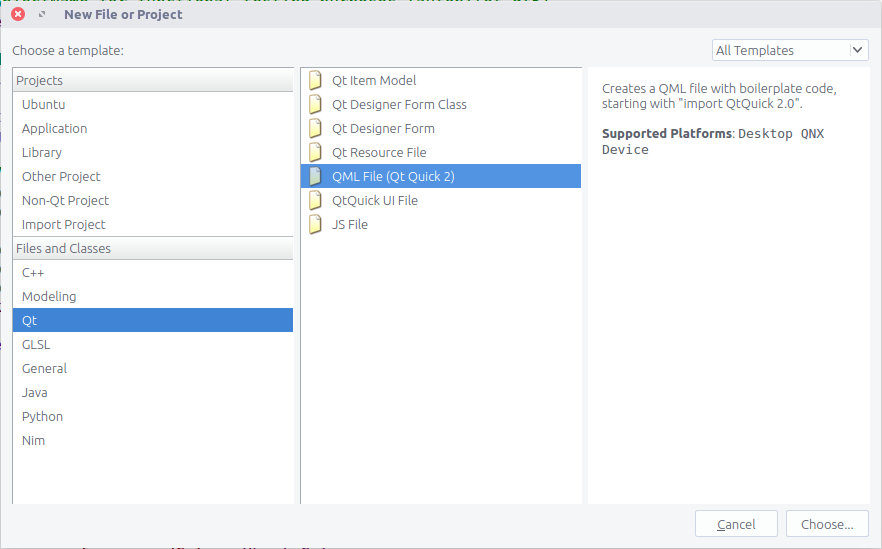 New File or Project
Choose a template:
All Templates
Projects
Ubuntu
Application
Library
Other Project
Non-Qt Project
Import Project
Files and Classes
C++
Modeling
Qt
GLSL
General
Java
Python
Nim
Qt Item Model
Qt Designer Form Class
Qt Designer Form
Qt Resource File
QML File (Qt Quick 2)
QtQuick UI File
JS File
Creates a QML file with boilerplate code,
starting with "import QtQuick 2.0".
Supported Platforms: Desktop QNX
Device
Cancel
Choose...